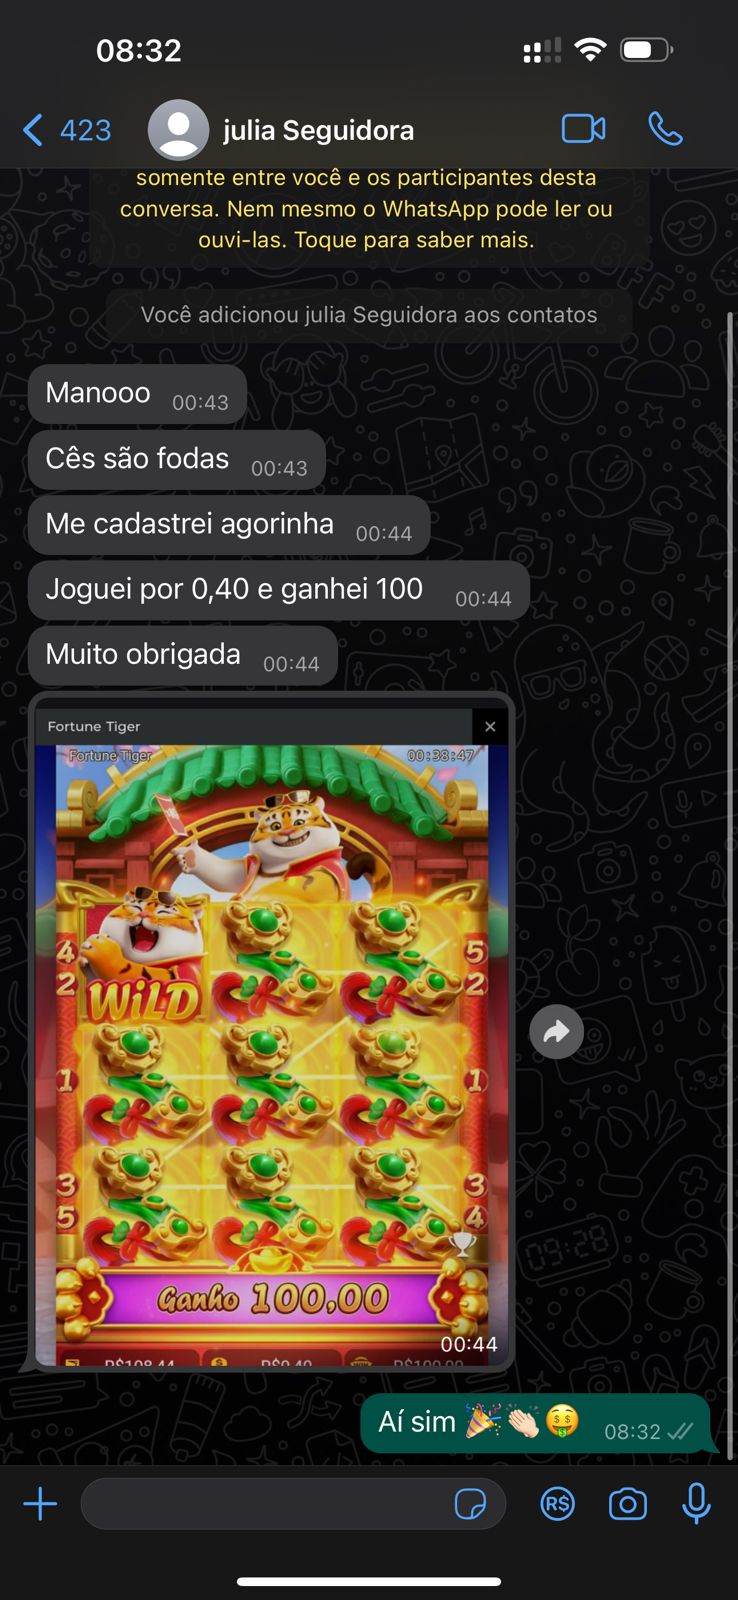 08:32
423
julia Seguidora
somente entre você e os participantes desta
conversa. Nem mesmo o WhatsApp pode ler ou
ouvi-las. Toque para saber mais.
Você adicionou julia Seguidora aos contatos
Manooo 00:43
Cês são fodas 00:43
Me cadastrei agorinha 00:44
Joguei por 0,40 e ganhei 100 00:44
Muito obrigada 00:44
Fortune Tiger
Fortune Tiger 00:38:47
WiLD
4 5
2 2
1 1
3 3
5 4
Ganho 100,00
00:44
R$108,44 R$0,40 R$100,00
Aí sim 🎉👏🏻🤑 08:32
R$